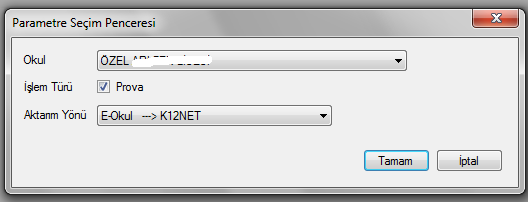 Parametre Seçim Penceresi
Okul ÖZEL
İşlem Türü Prova
Aktarım Yönü E-Okul ---> K12NET
Tamam İptal